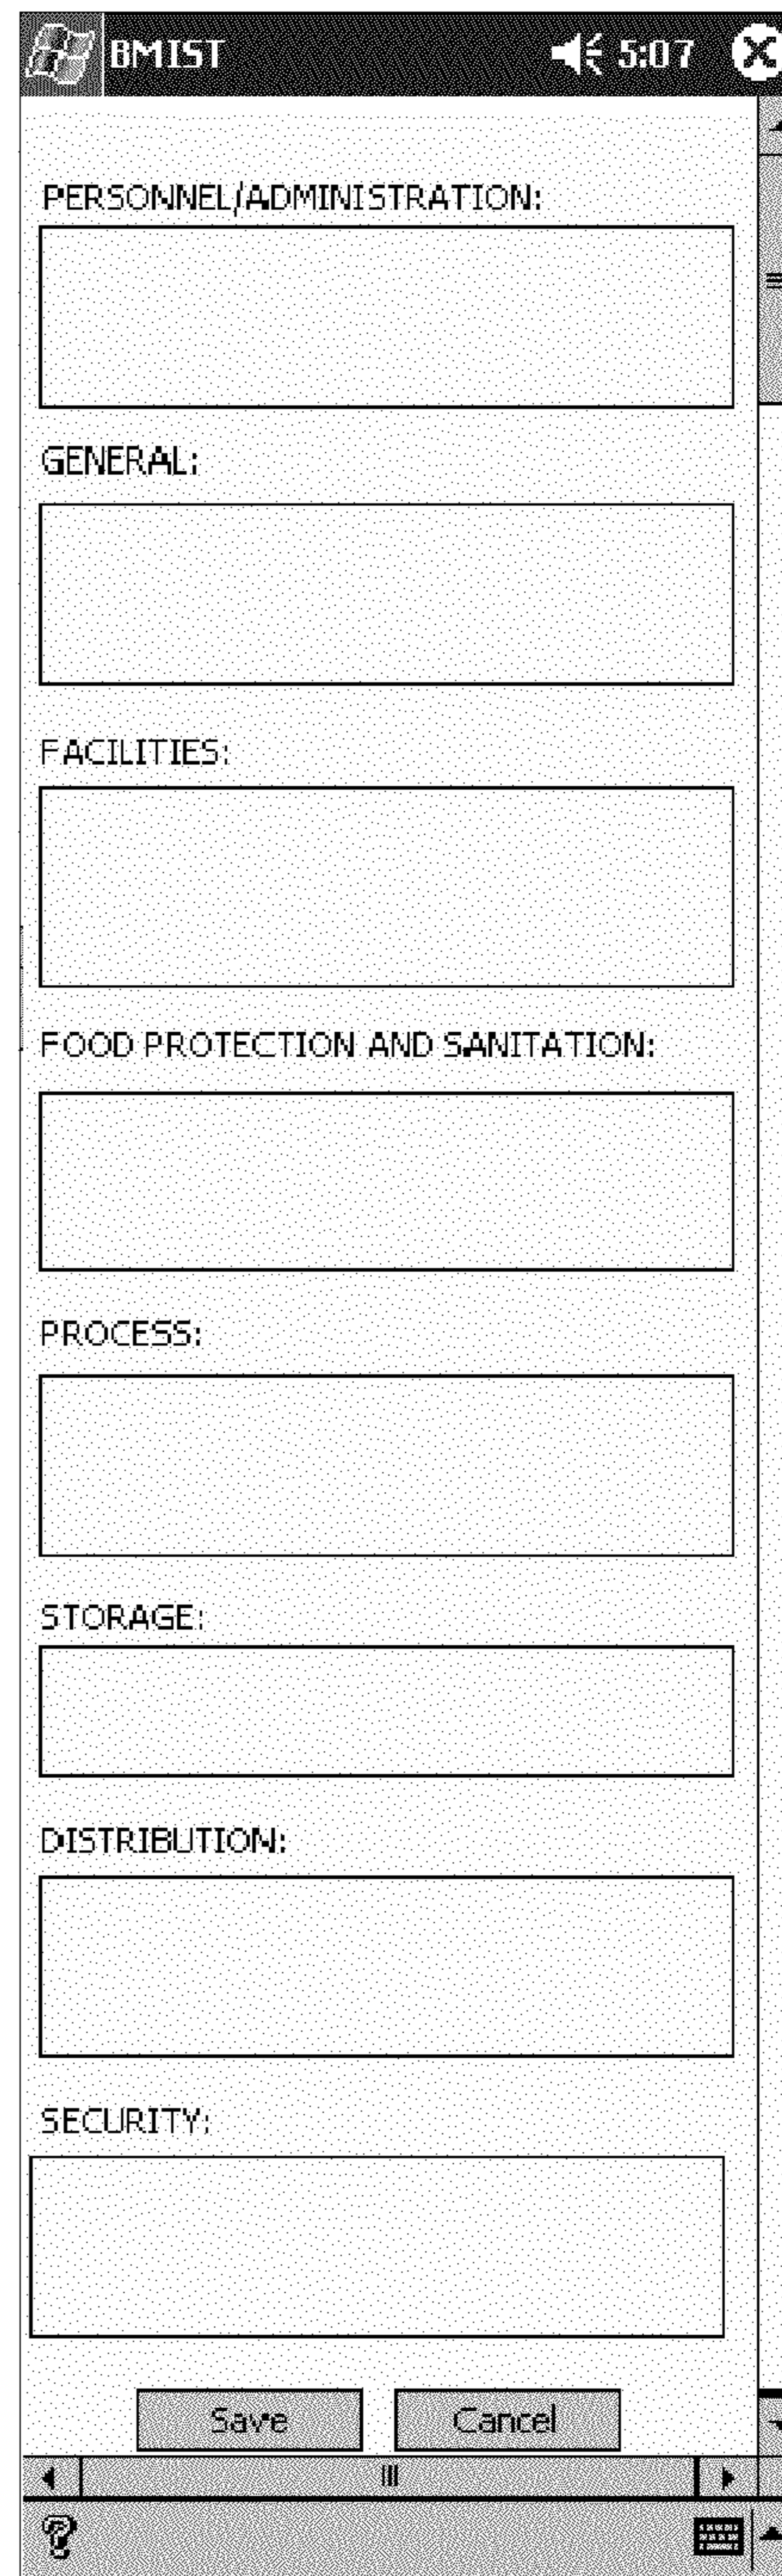 BMIST 5:07
PERSONNEL/ADMINISTRATION:
GENERAL:
FACILITIES:
FOOD PROTECTION AND SANITATION:
PROCESS:
STORAGE:
DISTRIBUTION:
SECURITY:
Save Cancel
?